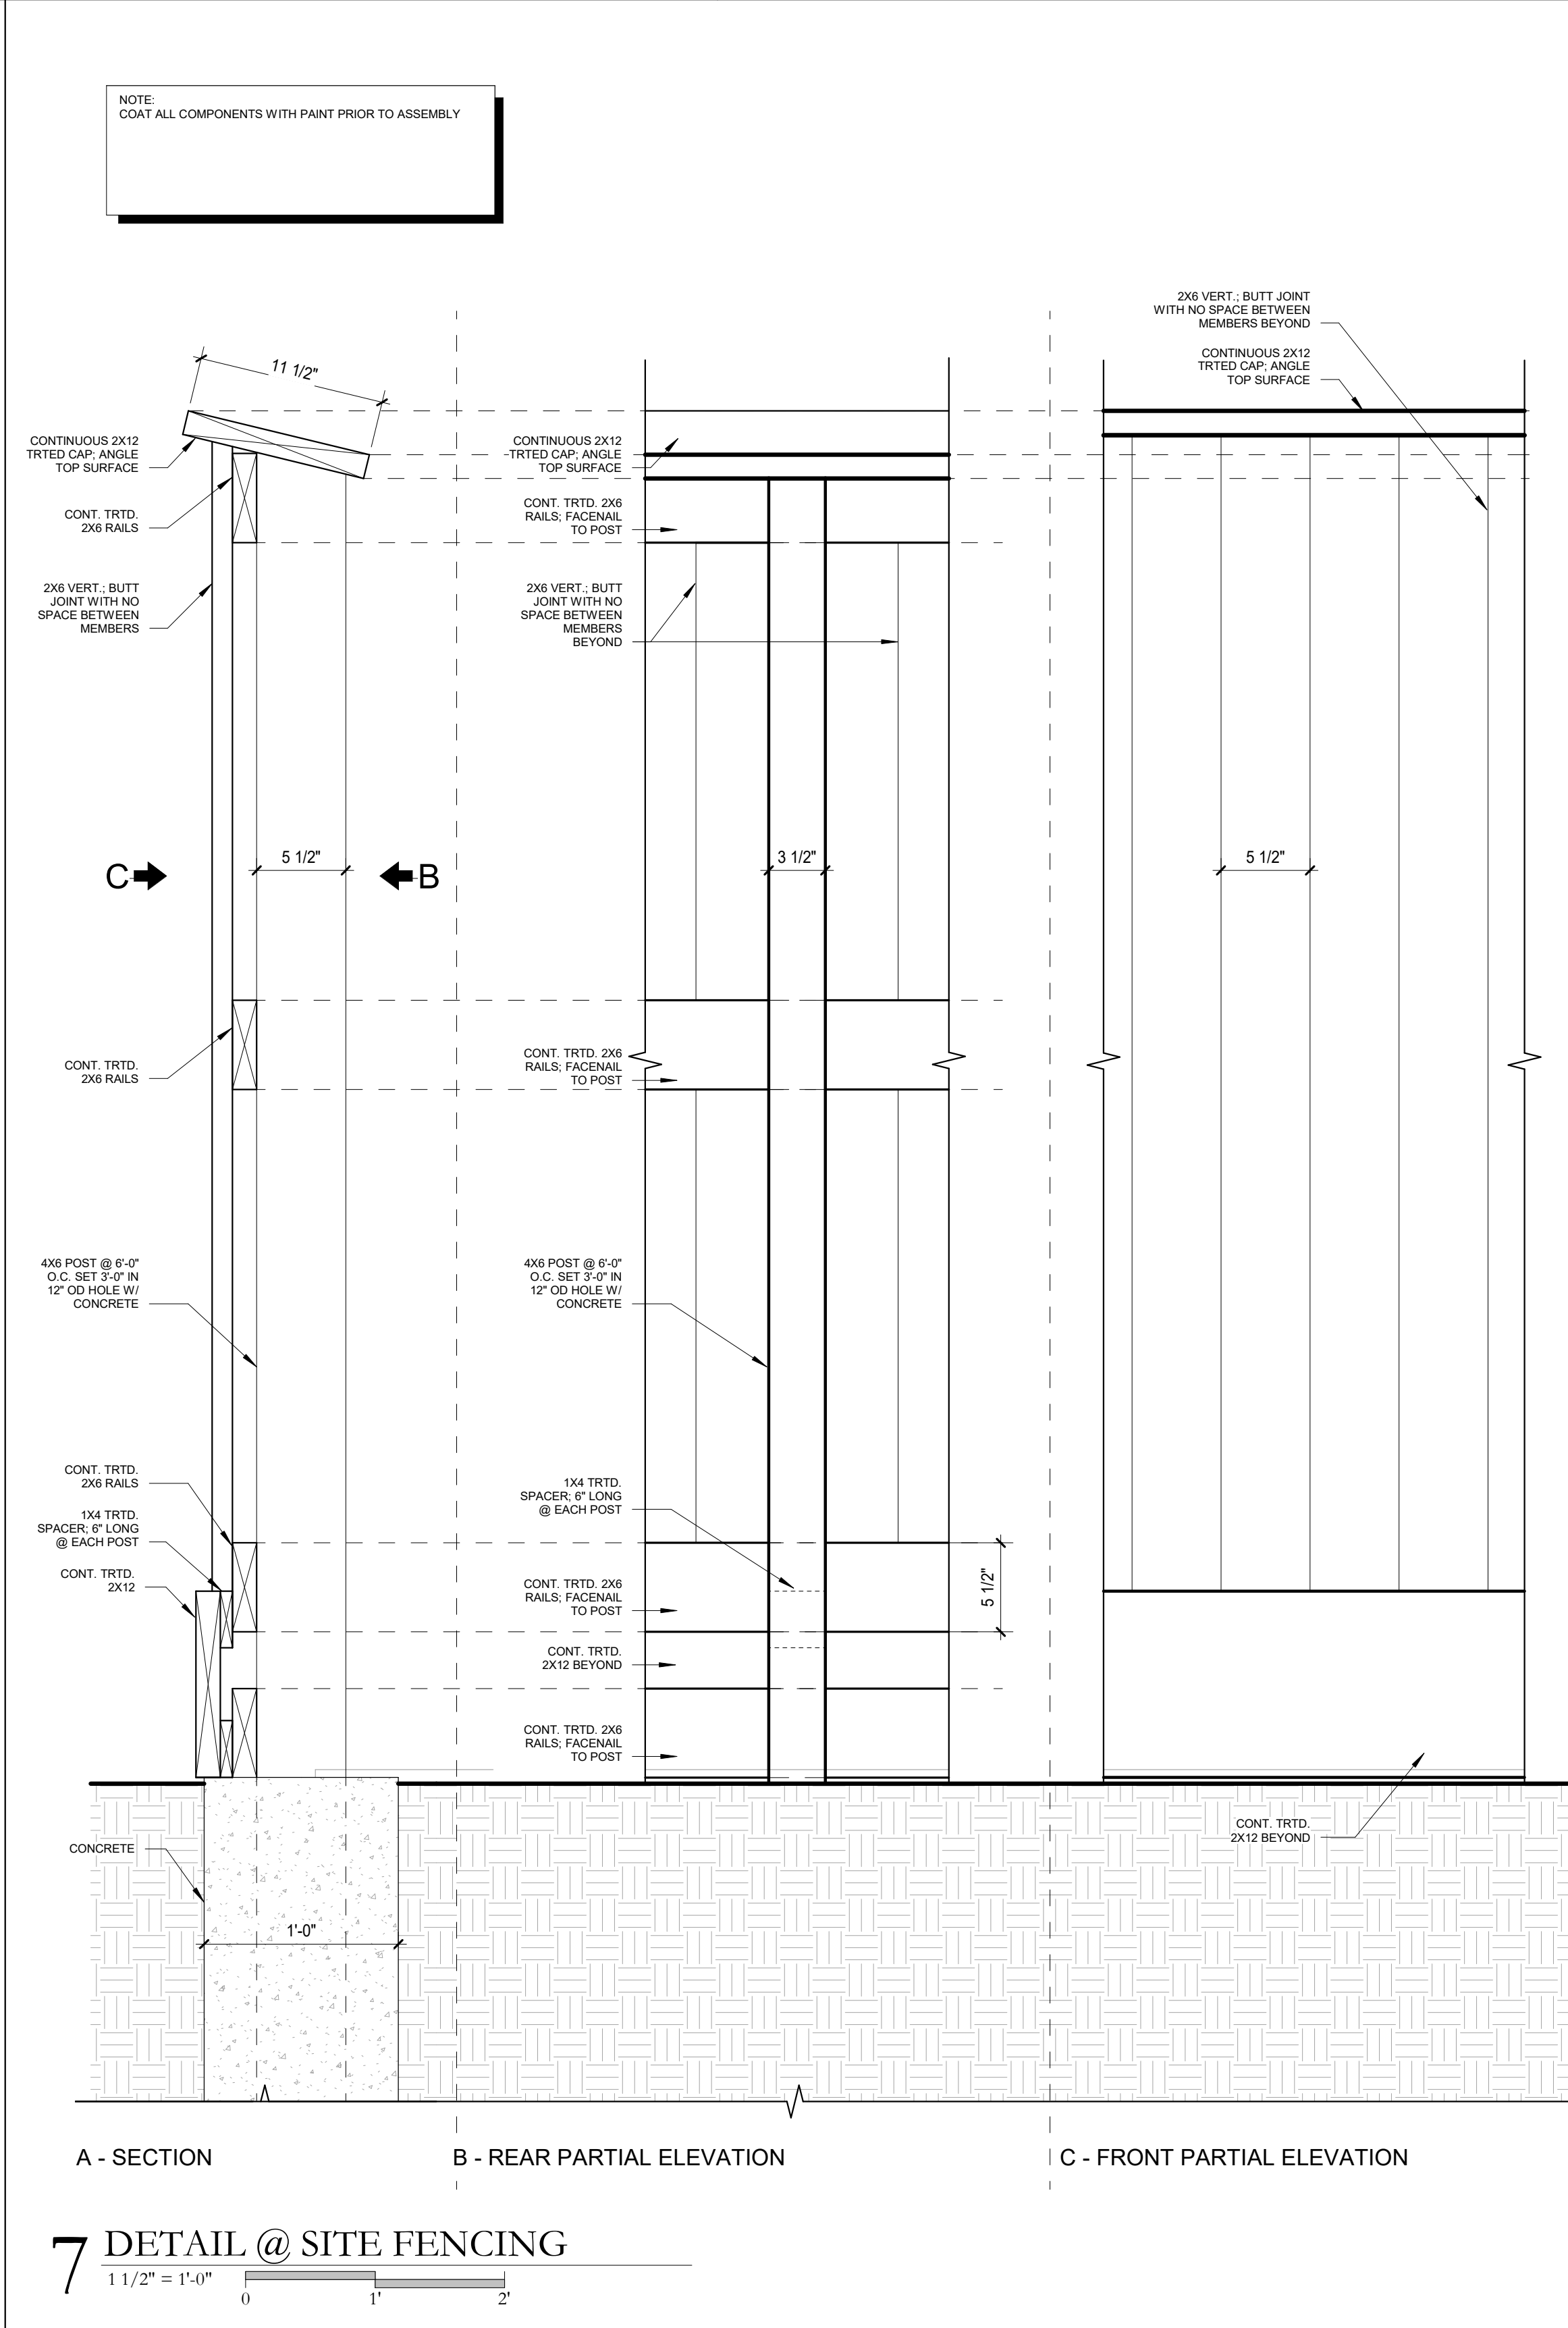 NOTE:
COAT ALL COMPONENTS WITH PAINT PRIOR TO ASSEMBLY
11 1/2"
CONTINUOUS 2X12
TRTED CAP; ANGLE
TOP SURFACE
CONT. TRTD.
2X6 RAILS
2X6 VERT.; BUTT
JOINT WITH NO
SPACE BETWEEN
MEMBERS
C
5 1/2"
B
CONT. TRTD.
2X6 RAILS
4X6 POST @ 6'-0"
O.C. SET 3'-0" IN
12" OD HOLE W/
CONCRETE
CONT. TRTD.
2X6 RAILS
1X4 TRTD.
SPACER; 6" LONG
@ EACH POST
CONT. TRTD.
2X12
CONCRETE
1'-0"
A - SECTION
CONTINUOUS 2X12
TRTED CAP; ANGLE
TOP SURFACE
CONT. TRTD. 2X6
RAILS; FACENAIL
TO POST
2X6 VERT.; BUTT
JOINT WITH NO
SPACE BETWEEN
MEMBERS
BEYOND
3 1/2"
CONT. TRTD. 2X6
RAILS; FACENAIL
TO POST
4X6 POST @ 6'-0"
O.C. SET 3'-0" IN
12" OD HOLE W/
CONCRETE
1X4 TRTD.
SPACER; 6" LONG
@ EACH POST
CONT. TRTD. 2X6
RAILS; FACENAIL
TO POST
5 1/2"
CONT. TRTD.
2X12 BEYOND
CONT. TRTD. 2X6
RAILS; FACENAIL
TO POST
B - REAR PARTIAL ELEVATION
2X6 VERT.; BUTT JOINT
WITH NO SPACE BETWEEN
MEMBERS BEYOND
CONTINUOUS 2X12
TRTED CAP; ANGLE
TOP SURFACE
5 1/2"
CONT. TRTD.
2X12 BEYOND
C - FRONT PARTIAL ELEVATION
7 DETAIL @ SITE FENCING
1 1/2" = 1'-0"
0 1' 2'